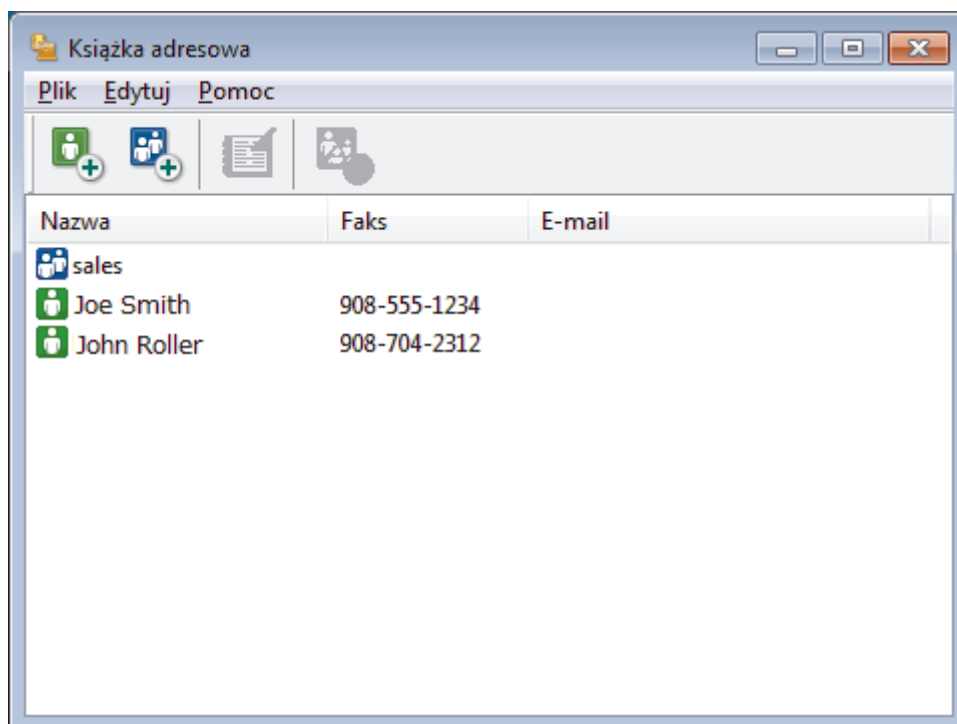 Książka adresowa
Plik Edytuj Pomoc
Nazwa Faks E-mail
sales
Joe Smith 908-555-1234
John Roller 908-704-2312